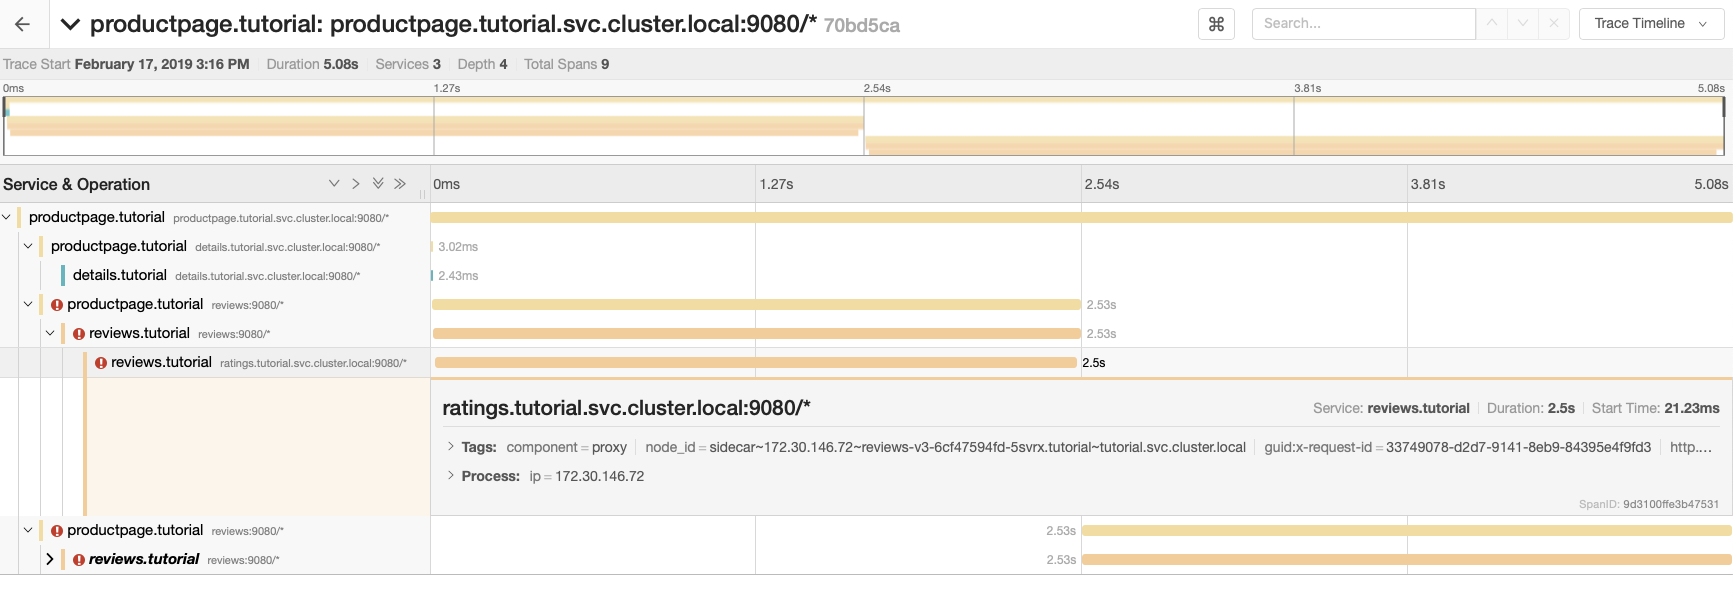 productpage.tutorial: productpage.tutorial.svc.cluster.local:9080/* 70bd5ca
⌘ Search... Trace Timeline
Trace Start February 17, 2019 3:16 PM Duration 5.08s Services 3 Depth 4 Total Spans 9
0ms 1.27s 2.54s 3.81s 5.08s
Service & Operation 0ms 1.27s 2.54s 3.81s 5.08s
productpage.tutorial productpage.tutorial.svc.cluster.local:9080/*
productpage.tutorial details.tutorial.svc.cluster.local:9080/* 3.02ms
details.tutorial details.tutorial.svc.cluster.local:9080/* 2.43ms
productpage.tutorial reviews:9080/* 2.53s
reviews.tutorial reviews:9080/* 2.53s
reviews.tutorial ratings.tutorial.svc.cluster.local:9080/* 2.5s
ratings.tutorial.svc.cluster.local:9080/* Service: reviews.tutorial Duration: 2.5s Start Time: 21.23ms
Tags: component = proxy node_id = sidecar~172.30.146.72~reviews-v3-6cf47594fd-5svrx.tutorial~tutorial.svc.cluster.local guid:x-request-id = 33749078-d2d7-9141-8eb9-84395e4f9fd3 http....
Process: ip = 172.30.146.72
SpanID: 9d3100ffe3b47531
productpage.tutorial reviews:9080/* 2.53s
reviews.tutorial reviews:9080/* 2.53s